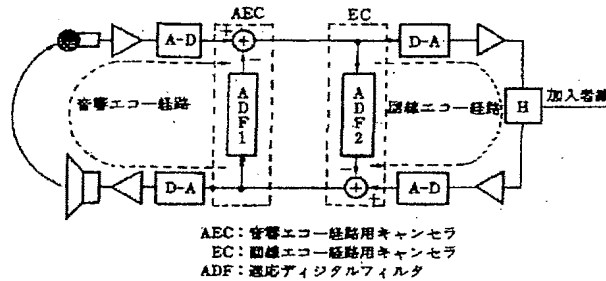 AEC EC
A-D D-A
ADF1 ADF2
音響エコー経路 回線エコー経路 H 加入者線
D-A A-D
AEC：音響エコー経路用キャンセラ
EC：回線エコー経路用キャンセラ
ADF：適応ディジタルフィルタ